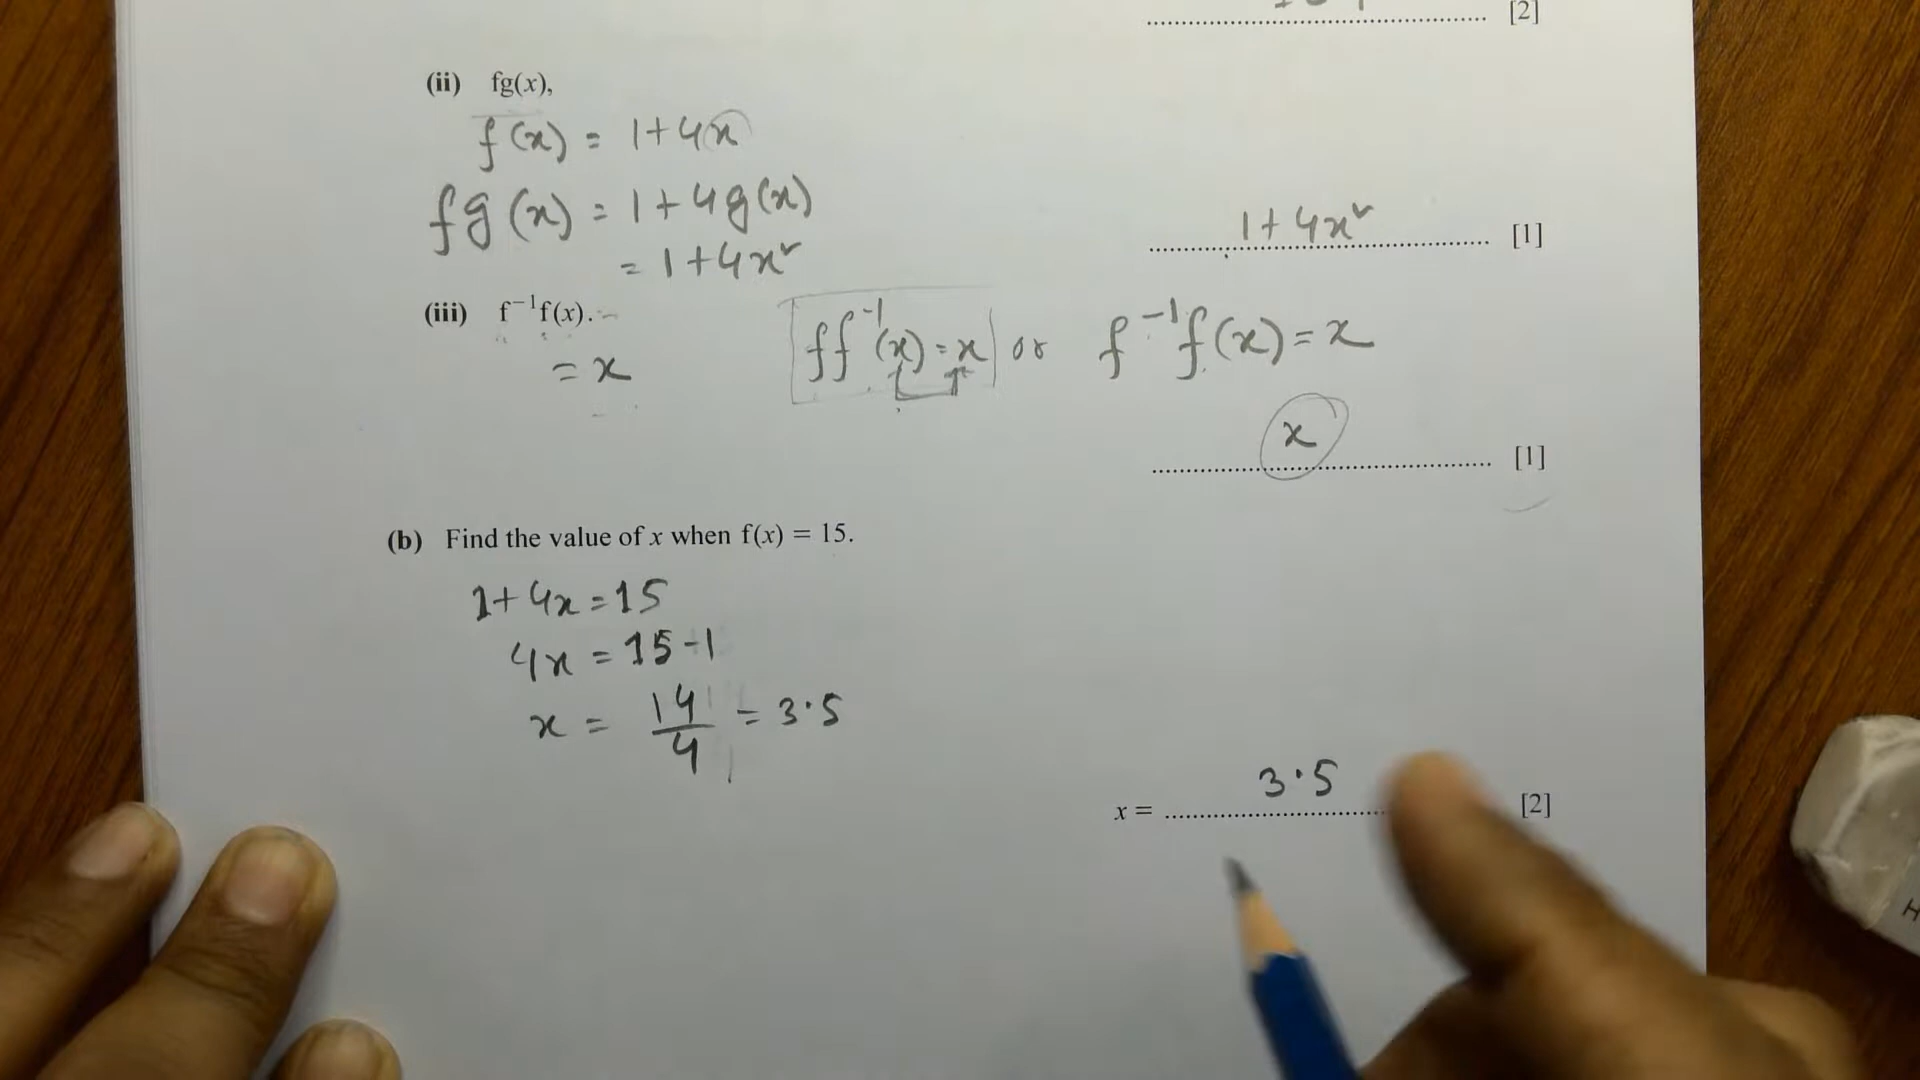 [2]
(ii) fg(x),
f(x) = 1+4x
fg(x) = 1+4g(x)
= 1+4x²
1+4x² [1]
(iii) f⁻¹f(x).
= x
ff⁻¹(x)=x or f⁻¹f(x)=x
x
[1]
(b) Find the value of x when f(x) = 15.
1+4x=15
4x = 15-1
x = 14/4 = 3.5
3.5
x = [2]
H